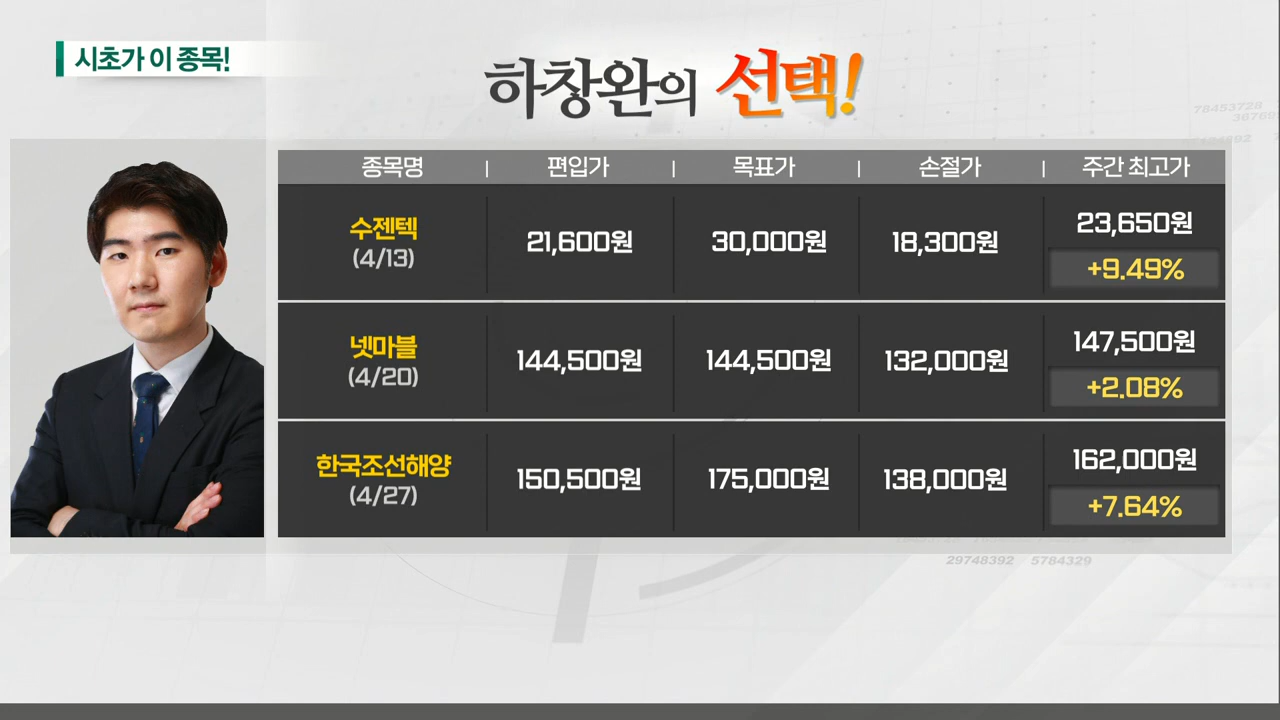 시초가 이 종목!
하창완의 선택!
78453728
종목명 | 편입가 | 목표가 | 손절가 | 주간 최고가
수젠텍 21,600원 30,000원 18,300원 23,650원
(4/13) +9.49%
넷마블 144,500원 144,500원 132,000원 147,500원
(4/20) +2.08%
한국조선해양 150,500원 175,000원 138,000원 162,000원
(4/27) +7.64%
29748392 5784329